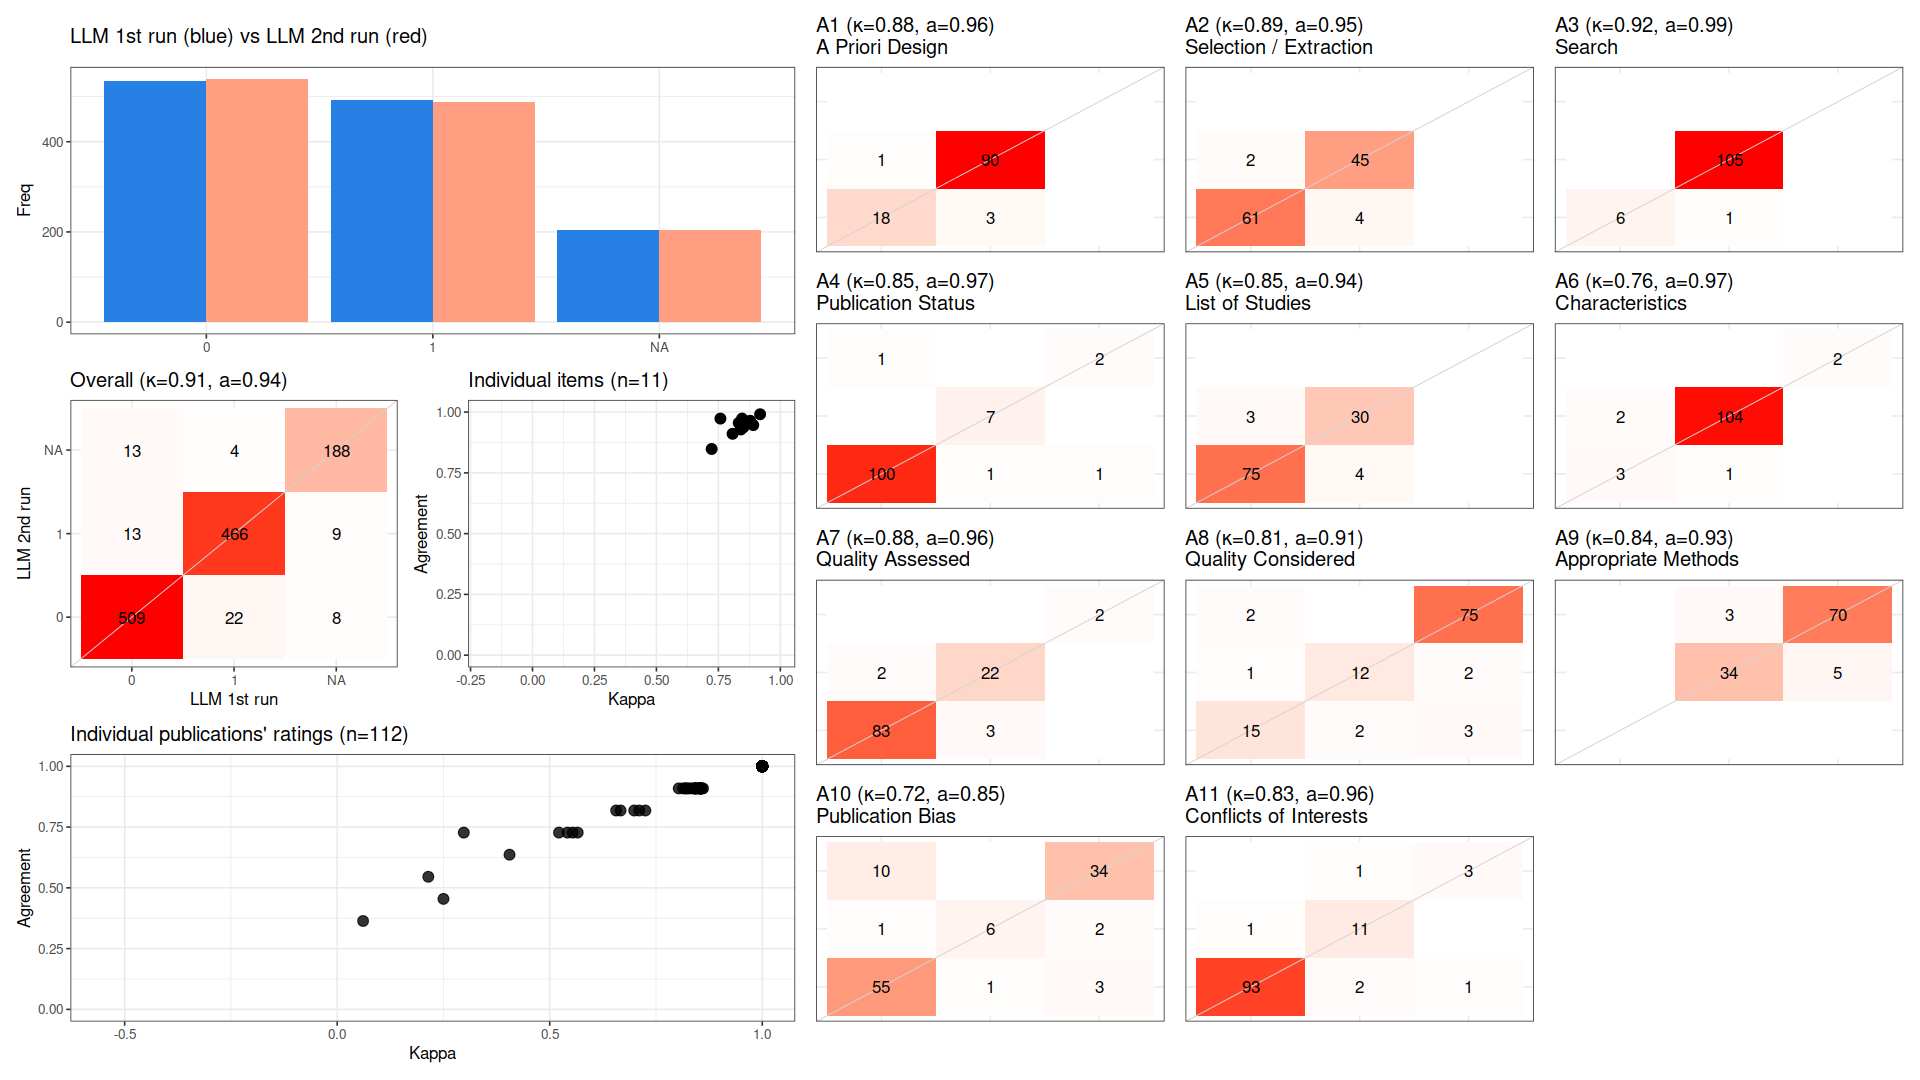 LLM 1st run (blue) vs LLM 2nd run (red)
Freq
400
200
0
0 1 NA
Overall (κ=0.91, a=0.94)
LLM 2nd run
NA 13 4 188
1 13 466 9
0 509 22 8
0 1 NA
LLM 1st run
Individual items (n=11)
Agreement
1.00
0.75
0.50
0.25
0.00
-0.25 0.00 0.25 0.50 0.75 1.00
Kappa
Individual publications' ratings (n=112)
Agreement
1.00
0.75
0.50
0.25
0.00
-0.5 0.0 0.5 1.0
Kappa
A1 (κ=0.88, a=0.96)
A Priori Design
1 90
18 3
A2 (κ=0.89, a=0.95)
Selection / Extraction
2 45
61 4
A3 (κ=0.92, a=0.99)
Search
105
6 1
A4 (κ=0.85, a=0.97)
Publication Status
1 2
7
100 1 1
A5 (κ=0.85, a=0.94)
List of Studies
3 30
75 4
A6 (κ=0.76, a=0.97)
Characteristics
2
2 104
3 1
A7 (κ=0.88, a=0.96)
Quality Assessed
2
2 22
83 3
A8 (κ=0.81, a=0.91)
Quality Considered
2 75
1 12 2
15 2 3
A9 (κ=0.84, a=0.93)
Appropriate Methods
3 70
34 5
A10 (κ=0.72, a=0.85)
Publication Bias
10 34
1 6 2
55 1 3
A11 (κ=0.83, a=0.96)
Conflicts of Interests
1 3
1 11
93 2 1